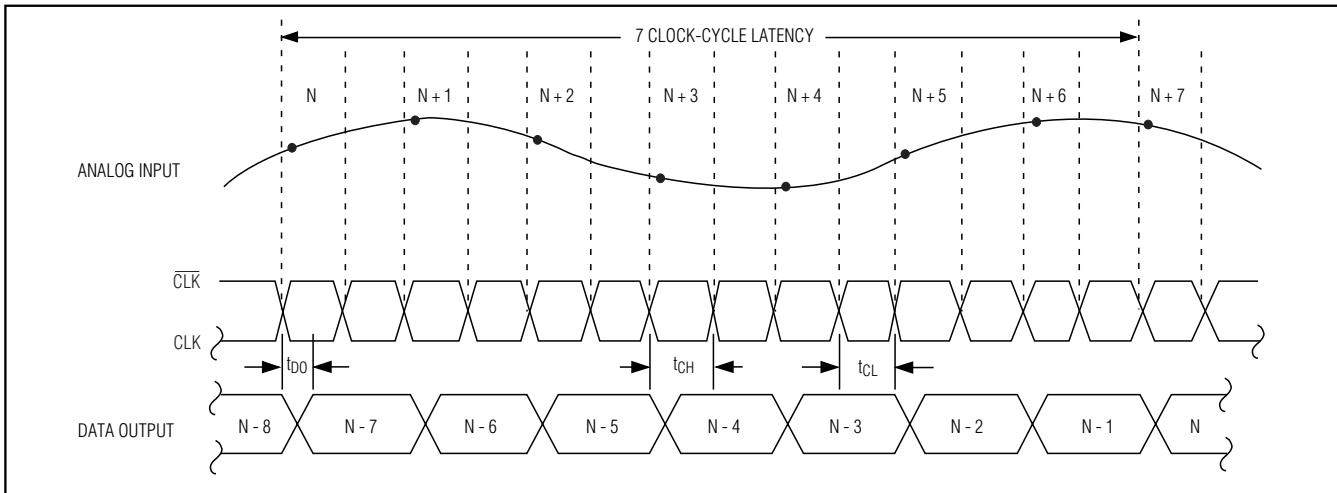 7 CLOCK-CYCLE LATENCY
N N + 1 N + 2 N + 3 N + 4 N + 5 N + 6 N + 7
ANALOG INPUT
C̅L̅K̅
CLK
tDO tCH tCL
DATA OUTPUT N - 8 N - 7 N - 6 N - 5 N - 4 N - 3 N - 2 N - 1 N